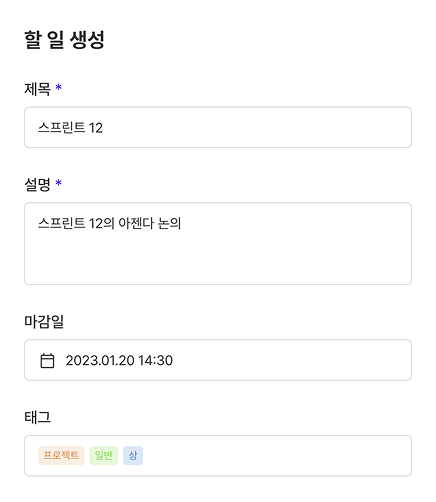 할 일 생성
제목 *
스프린트 12
설명 *
스프린트 12의 아젠다 논의
마감일
2023.01.20 14:30
태그
프로젝트 일반 상